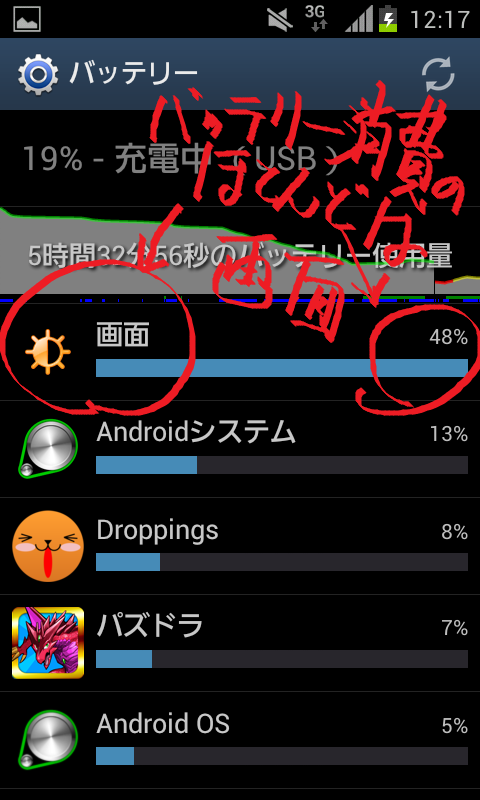 3G 12:17
バッテリー
19% - 充電中 （USB）
バッテリー消費の
ほとんどは
画面
5時間32分56秒のバッテリー使用量
画面 48%
Androidシステム 13%
Droppings 8%
パズドラ 7%
Android OS 5%